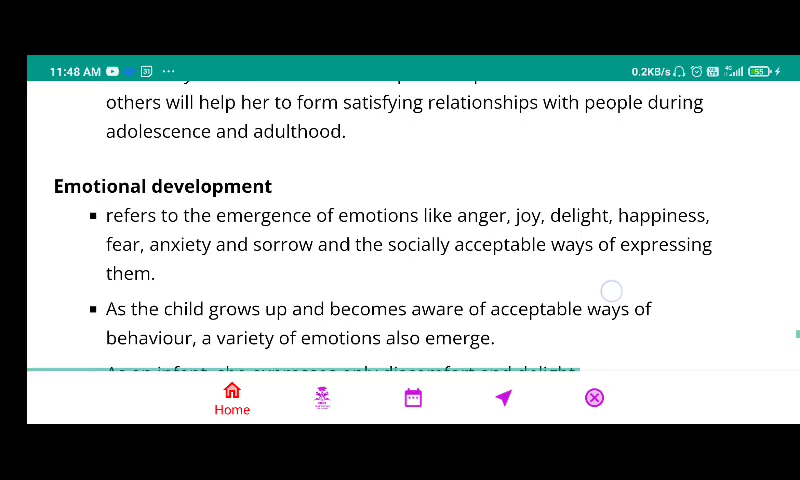 11:48 AM
0.2KB/s
55
others will help her to form satisfying relationships with people during
adolescence and adulthood.
Emotional development
▪ refers to the emergence of emotions like anger, joy, delight, happiness,
fear, anxiety and sorrow and the socially acceptable ways of expressing
them.
▪ As the child grows up and becomes aware of acceptable ways of
behaviour, a variety of emotions also emerge.
Home